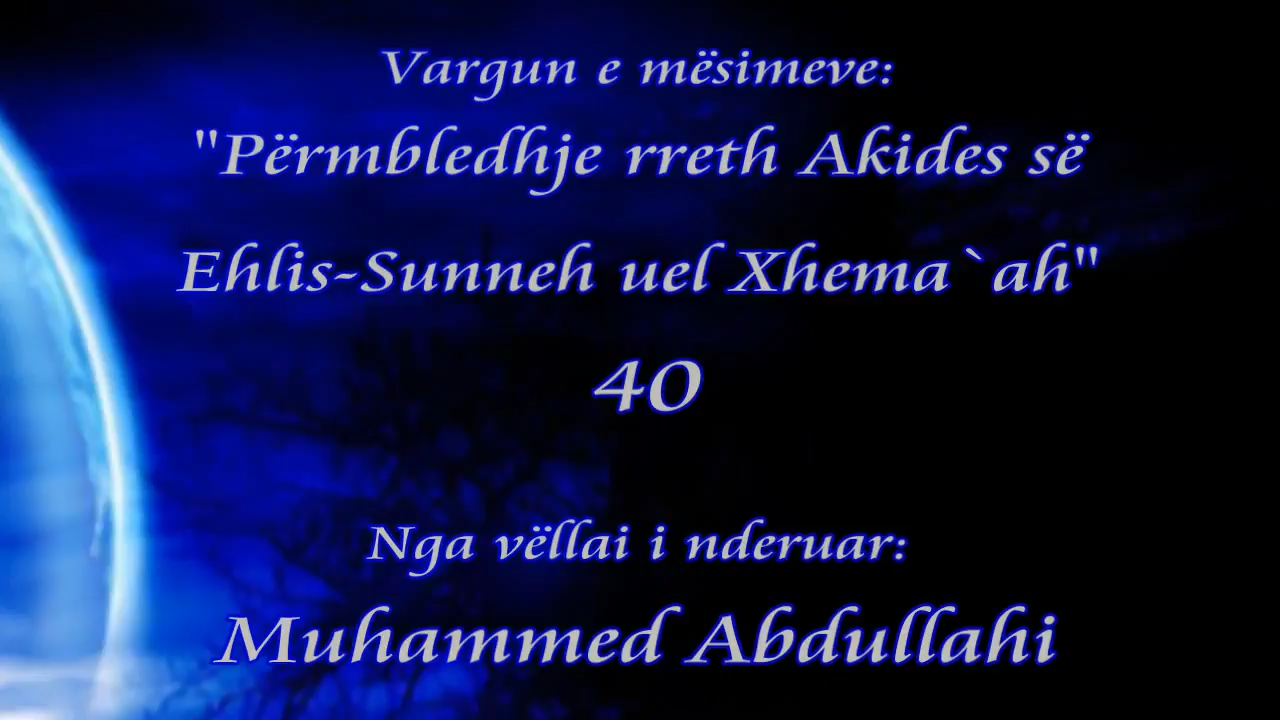 Vargun e mësimeve:
"Përmbledhje rreth Akides së
Ehlis-Sunneh uel Xhema`ah"
40
Nga vëllai i nderuar:
Muhammed Abdullahi